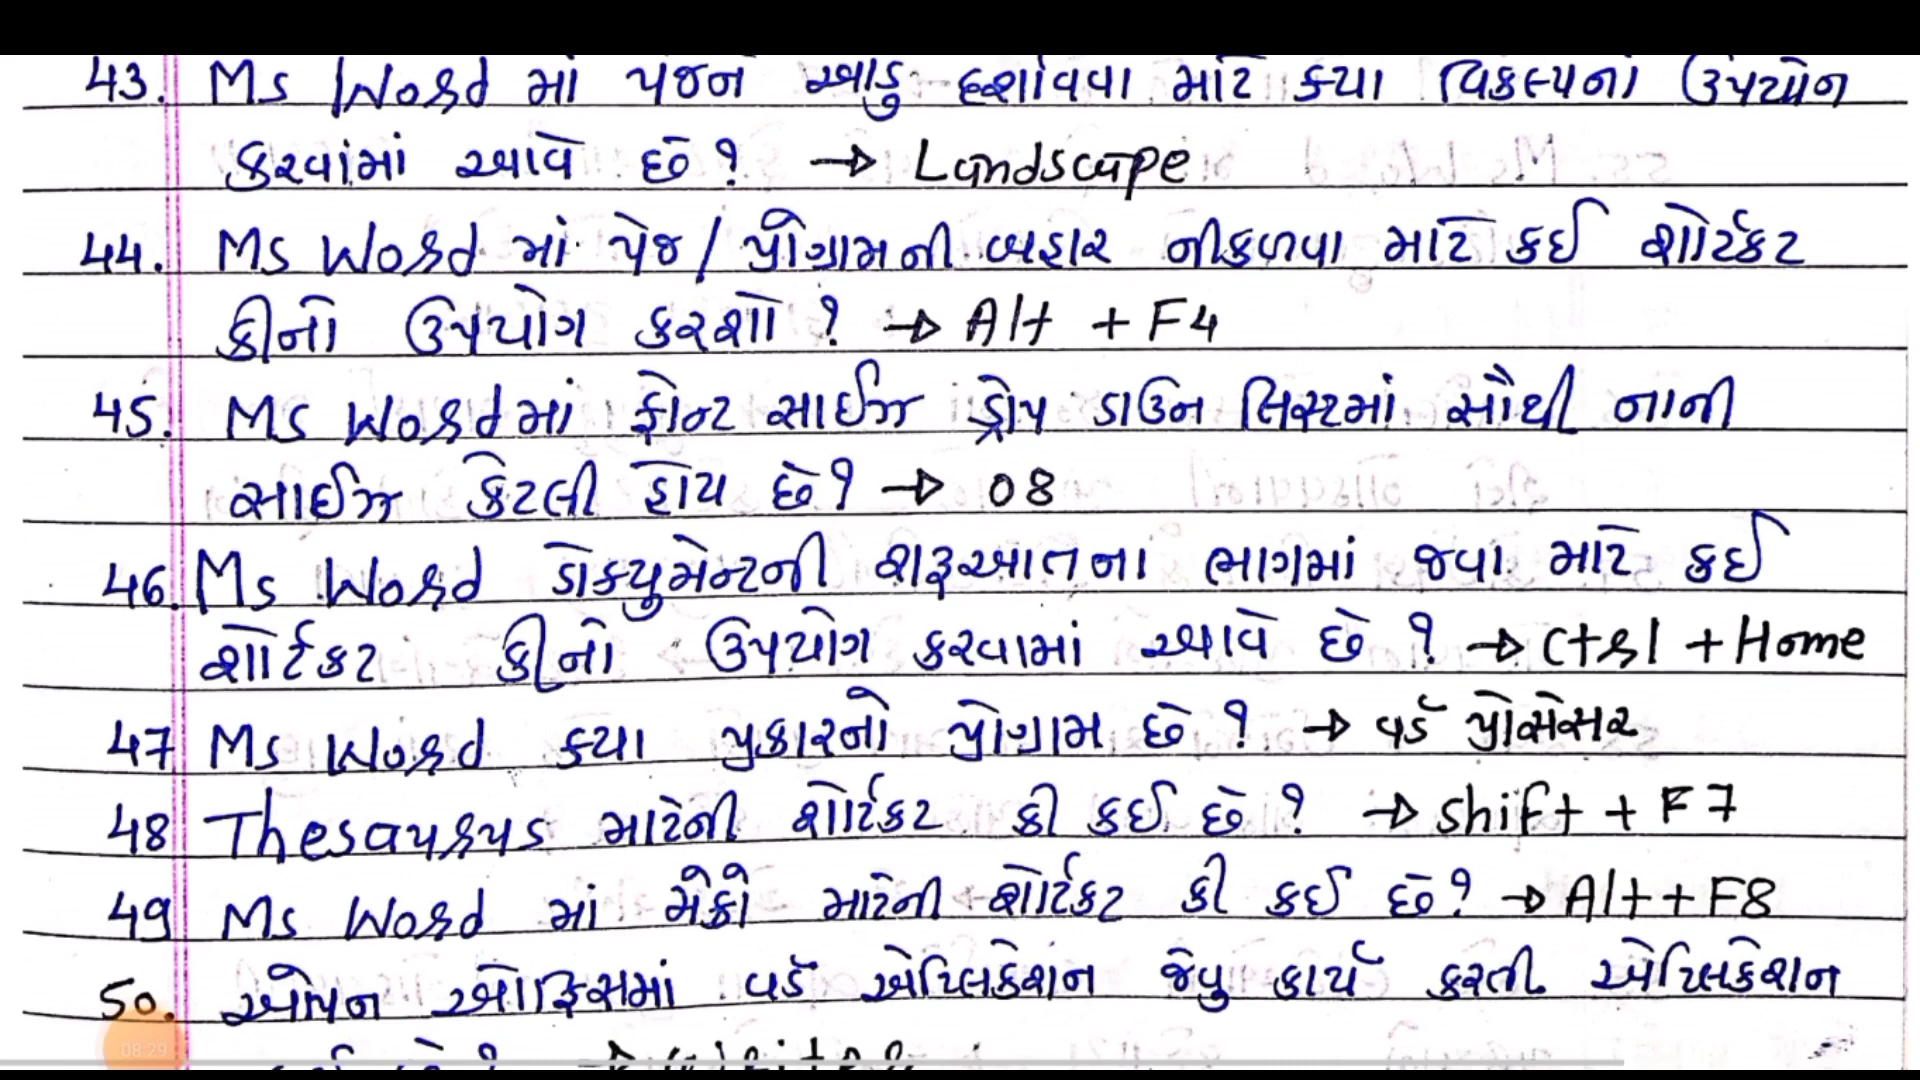 43. Ms Word માં પેજને આડુ દર્શાવવા માટે ક્યા વિકલ્પનો ઉપયોગ
કરવાંમાં આવે છે? → Landscape
44. Ms Word માં પેજ / પ્રોગ્રામની બહાર નીકળવા માટે કઈ શોર્ટકટ
કીનો ઉપયોગ કરશો? → Alt + F4
45. Ms Word માં ફોન્ટ સાઈઝ ડ્રોપ ડાઉન લિસ્ટમાં સૌથી નાની
સાઈઝ કેટલી હોય છે? → 08
46. Ms Word ડોક્યુમેન્ટની શરૂઆતના ભાગમાં જવા માટે કઈ
શોર્ટકટ કીનો ઉપયોગ કરવામાં આવે છે? → Ctrl + Home
47 Ms Word ક્યા પ્રકારનો પ્રોગ્રામ છે? → વર્ડ પ્રોસેસર
48 Thesaurus માટેની શોર્ટકટ કી કઈ છે? → Shift + F7
49 Ms Word માં મેક્રો માટેની શોર્ટકટ કી કઈ છે? → Alt + F8
50. ઓપન ઓફિસમાં વર્ડ એપ્લિકેશન જેવુ કાર્ય કરતી એપ્લિકેશન
08:29